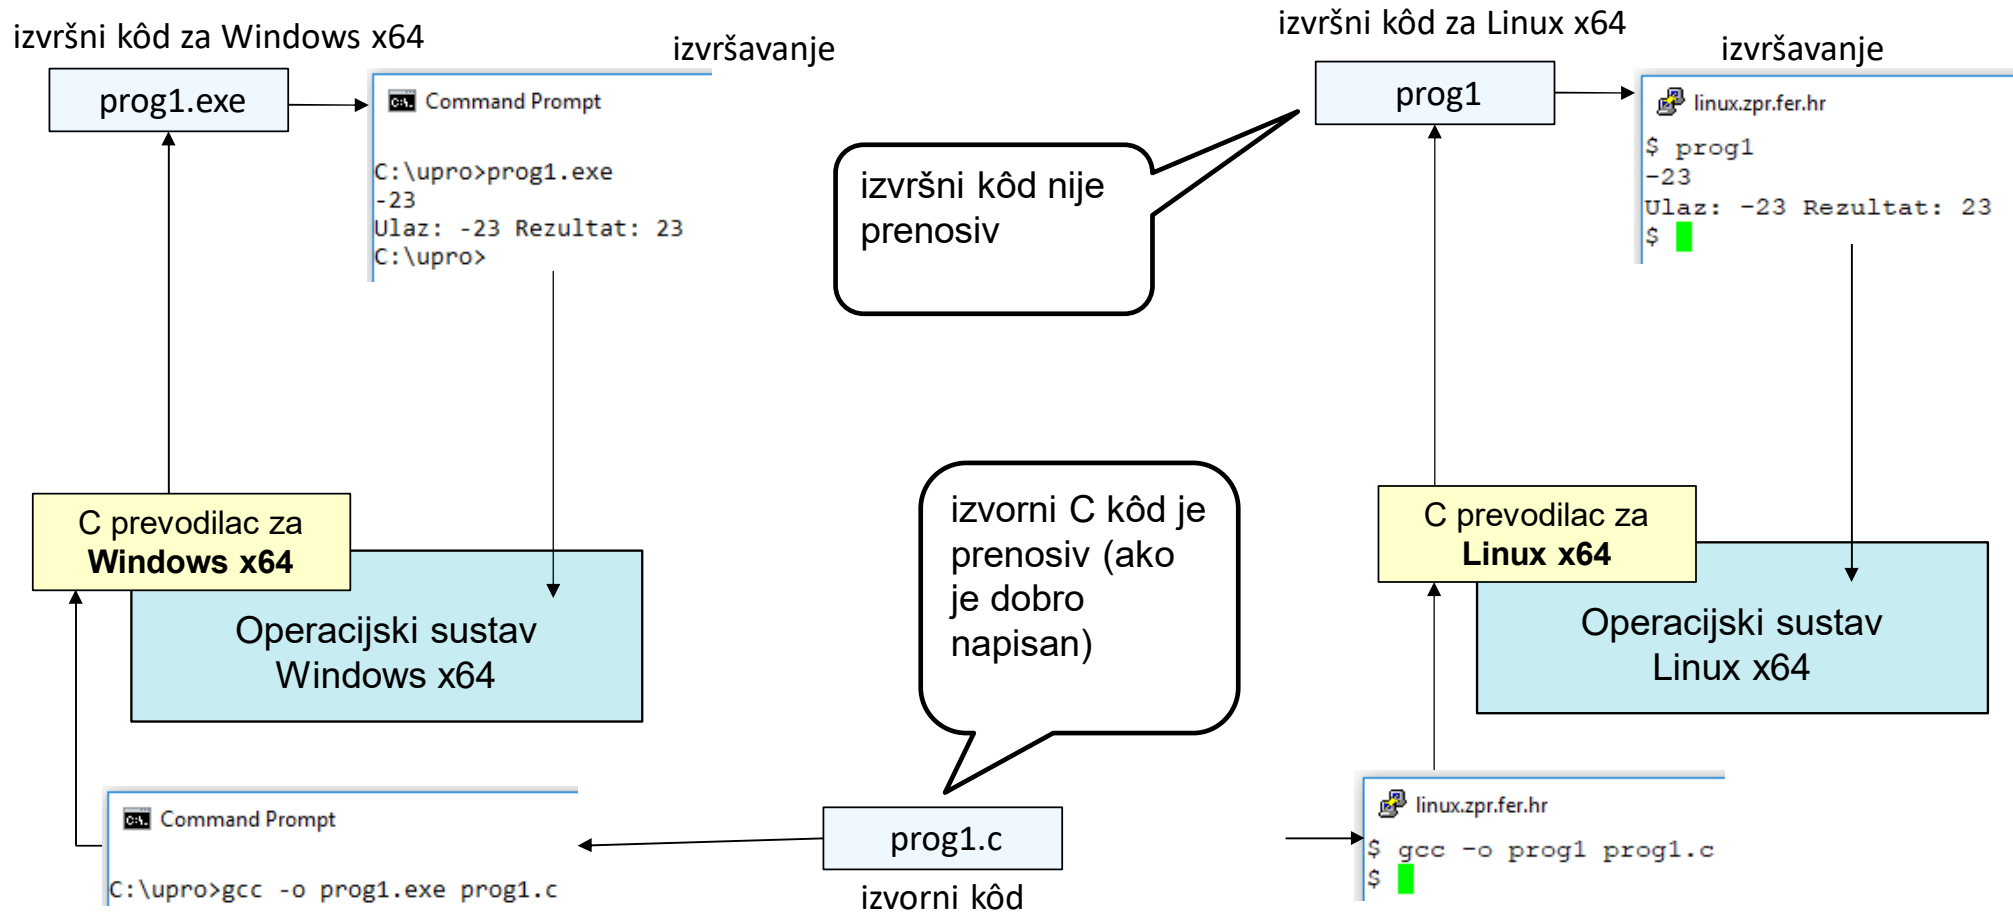 izvršni kôd za Windows x64
prog1.exe
izvršavanje
Command Prompt
C:\upro>prog1.exe
-23
Ulaz: -23 Rezultat: 23
C:\upro>
izvršni kôd nije
prenosiv
izvršni kôd za Linux x64
prog1
izvršavanje
linux.zpr.fer.hr
$ prog1
-23
Ulaz: -23 Rezultat: 23
$
C prevodilac za
Windows x64
Operacijski sustav
Windows x64
izvorni C kôd je
prenosiv (ako
je dobro
napisan)
C prevodilac za
Linux x64
Operacijski sustav
Linux x64
Command Prompt
C:\upro>gcc -o prog1.exe prog1.c
prog1.c
izvorni kôd
linux.zpr.fer.hr
$ gcc -o prog1 prog1.c
$